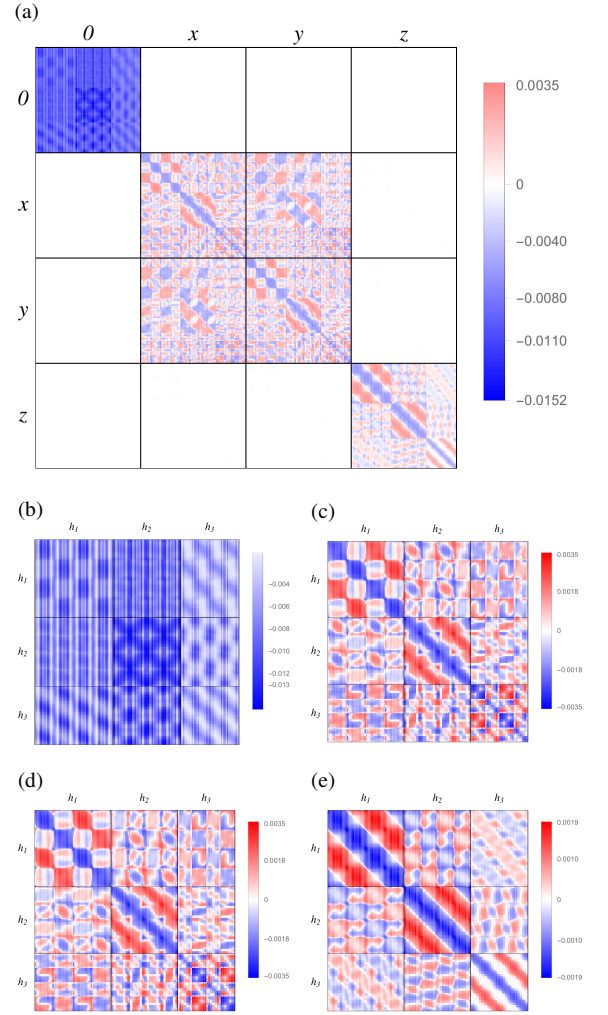 (a)
0 x y z
0
x
y
z
0.0035
0
−0.0040
−0.0080
−0.0110
−0.0152
(b)
h1 h2 h3
h1
h2
h3
−0.004
−0.006
−0.008
−0.010
−0.012
−0.013
(c)
h1 h2 h3
h1
h2
h3
0.0035
0.0018
0
−0.0018
−0.0035
(d)
h1 h2 h3
h1
h2
h3
0.0035
0.0018
0
−0.0018
−0.0035
(e)
h1 h2 h3
h1
h2
h3
0.0019
0.0010
0
−0.0010
−0.0019